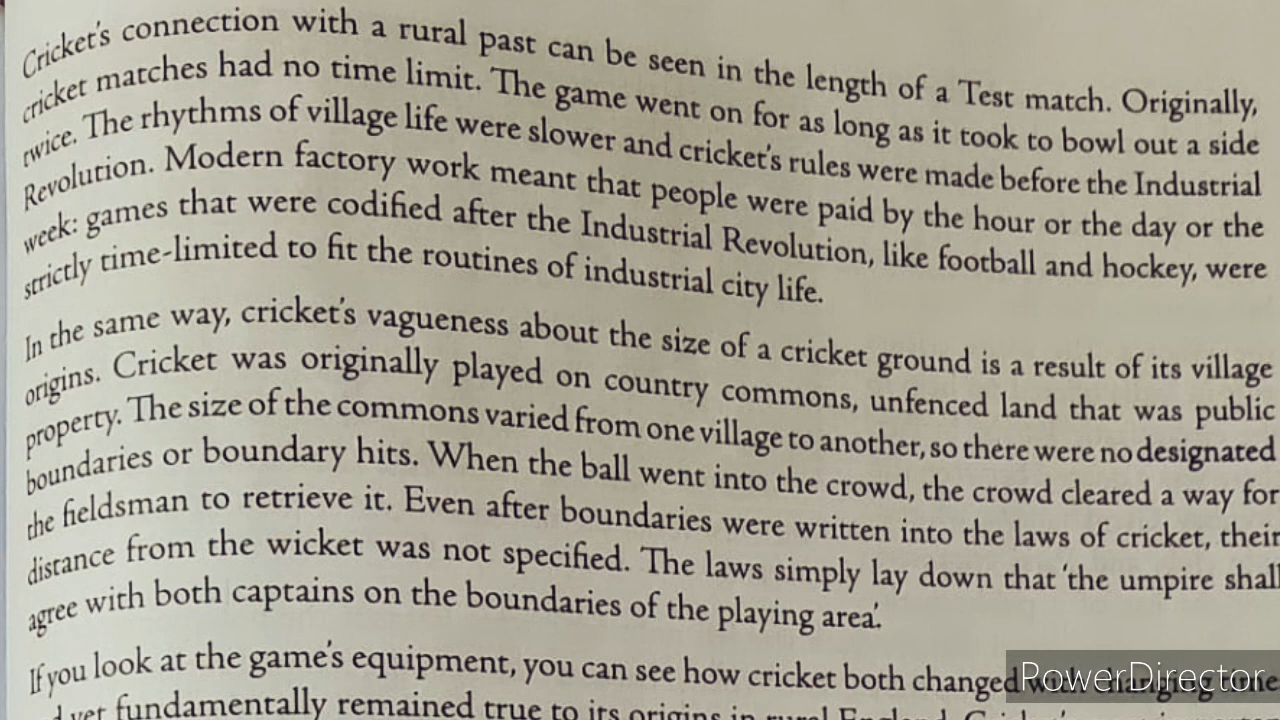 Cricket's connection with a rural past can be seen in the length of a Test match. Originally,
cricket matches had no time limit. The game went on for as long as it took to bowl out a side
twice. The rhythms of village life were slower and cricket's rules were made before the Industrial
Revolution. Modern factory work meant that people were paid by the hour or the day or the
week: games that were codified after the Industrial Revolution, like football and hockey, were
strictly time-limited to fit the routines of industrial city life.
In the same way, cricket's vagueness about the size of a cricket ground is a result of its village
origins. Cricket was originally played on country commons, unfenced land that was public
property. The size of the commons varied from one village to another, so there were no designated
boundaries or boundary hits. When the ball went into the crowd, the crowd cleared a way for
the fieldsman to retrieve it. Even after boundaries were written into the laws of cricket, their
distance from the wicket was not specified. The laws simply lay down that 'the umpire shall
agree with both captains on the boundaries of the playing area'.
If you look at the game's equipment, you can see how cricket both changed with changing time
yet fundamentally remained true to its origins in rural England.
PowerDirector